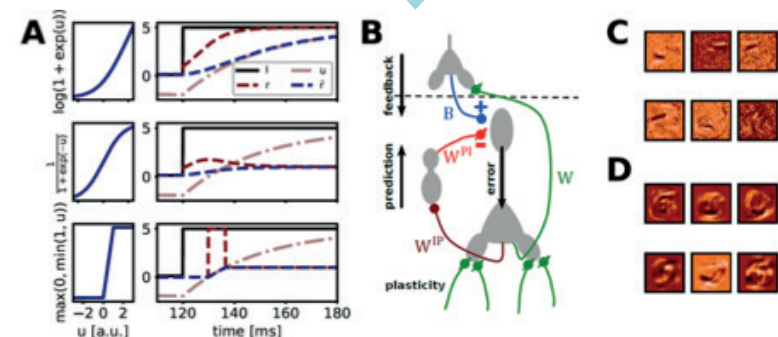 A
log(1 + exp(u))
5
0
I
u
r
r̄
1
1+exp(−u)
5
0
max(0, min(1, u))
5
0
−2 0 2
u [a.u.]
120 140 160 180
time [ms]
B
feedback
B
+
W^PI
−
prediction
error
W
W^IP
plasticity
C
D